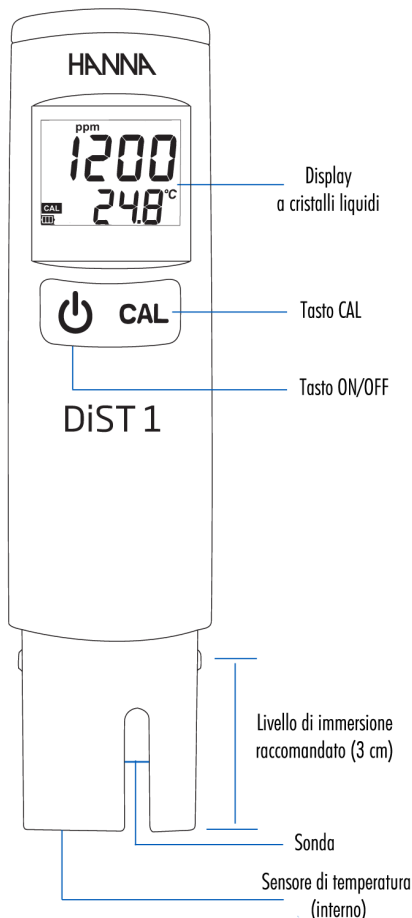 HANNA
ppm
1200
24.8 °C
CAL
Display
a cristalli liquidi
CAL
Tasto CAL
Tasto ON/OFF
DiST 1
Livello di immersione
raccomandato (3 cm)
Sonda
Sensore di temperatura
(interno)